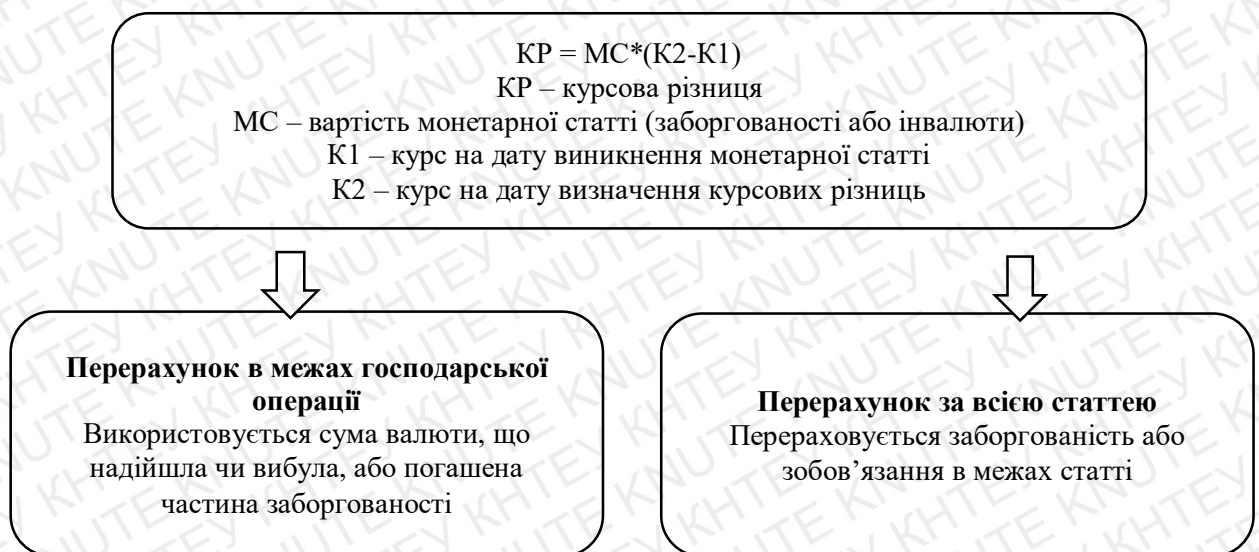 КР = МС*(К2-К1)
КР – курсова різниця
МС – вартість монетарної статті (заборгованості або інвалюти)
К1 – курс на дату виникнення монетарної статті
К2 – курс на дату визначення курсових різниць
Перерахунок в межах господарської
операції
Використовується сума валюти, що
надійшла чи вибула, або погашена
частина заборгованості
Перерахунок за всією статтею
Перераховується заборгованість або
зобов’язання в межах статті